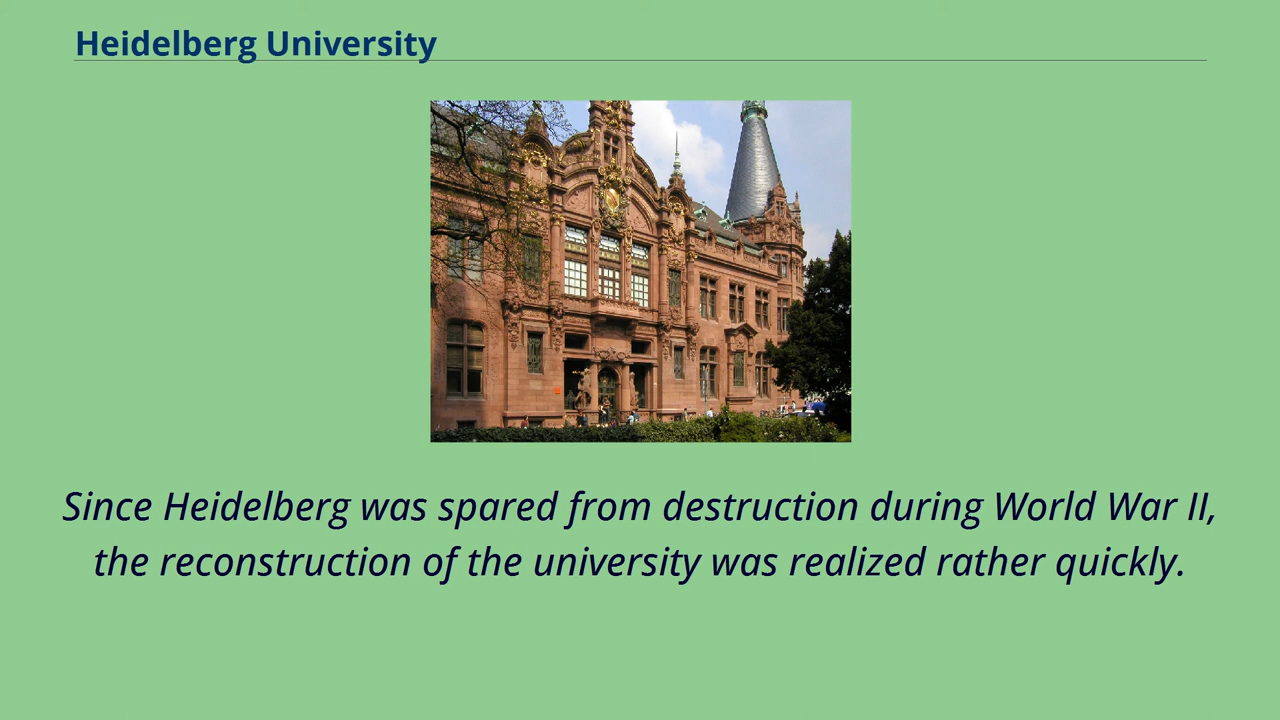 Heidelberg University
Since Heidelberg was spared from destruction during World War II,
the reconstruction of the university was realized rather quickly.